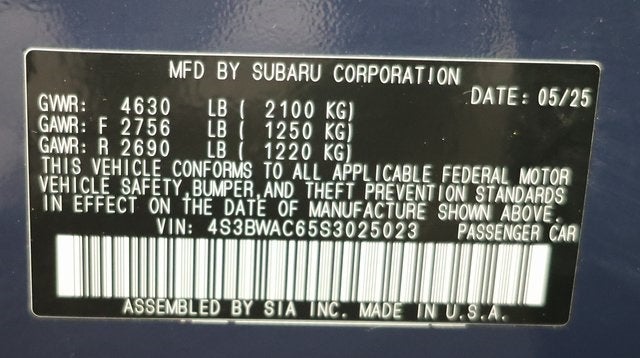 MFD BY SUBARU CORPORATION
DATE: 05/25
GVWR: 4630 LB ( 2100 KG)
GAWR: F 2756 LB ( 1250 KG)
GAWR: R 2690 LB ( 1220 KG)
THIS VEHICLE CONFORMS TO ALL APPLICABLE FEDERAL MOTOR
VEHICLE SAFETY,BUMPER,AND THEFT PREVENTION STANDARDS
IN EFFECT ON THE DATE OF MANUFACTURE SHOWN ABOVE.
VIN: 4S3BWAC65S3025023 PASSENGER CAR
ASSEMBLED BY SIA INC. MADE IN U.S.A.